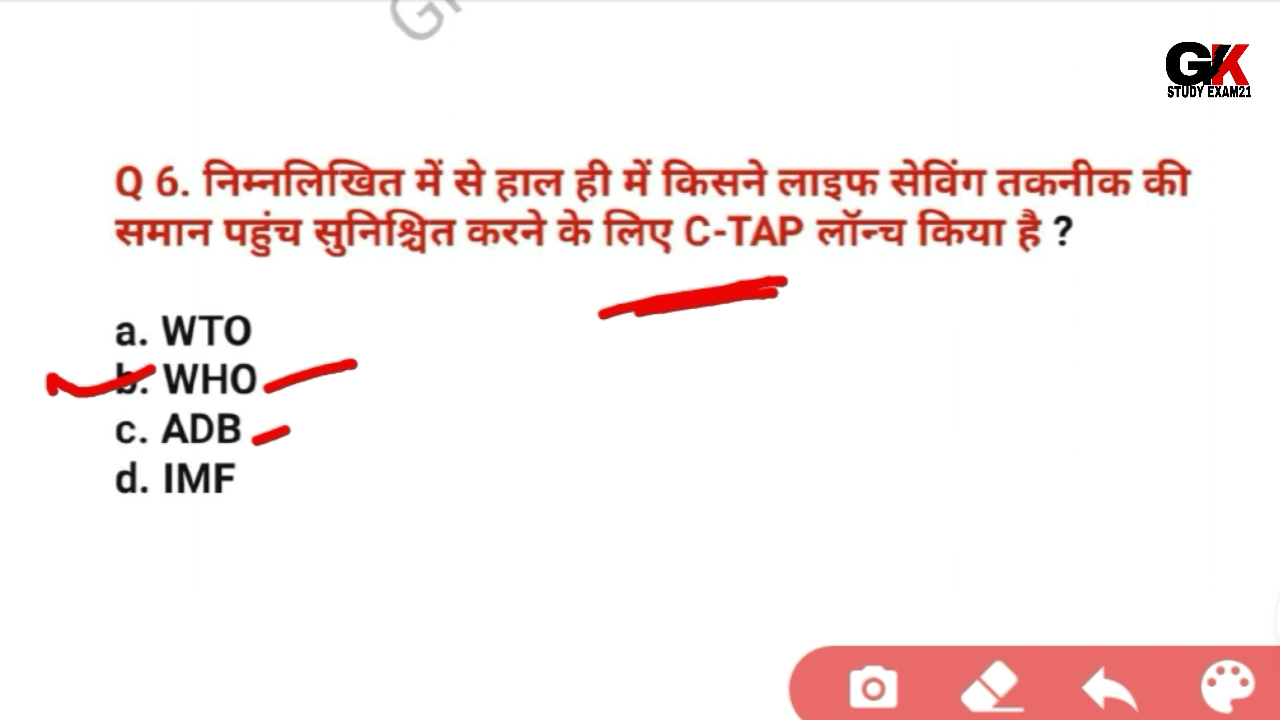 GK
STUDY EXAM21
Q 6. निम्नलिखित में से हाल ही में किसने लाइफ सेविंग तकनीक की
समान पहुंच सुनिश्चित करने के लिए C-TAP लॉन्च किया है ?
a. WTO
b. WHO
c. ADB
d. IMF